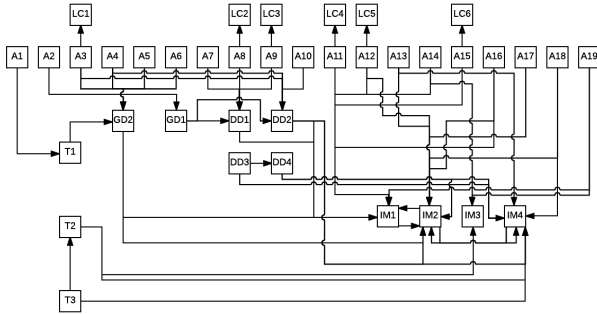 LC1 LC2 LC3 LC4 LC5 LC6
A1 A2 A3 A4 A5 A6 A7 A8 A9 A10 A11 A12 A13 A14 A15 A16 A17 A18 A19
GD2 GD1 DD1 DD2
T1
DD3 DD4
IM1 IM2 IM3 IM4
T2
T3